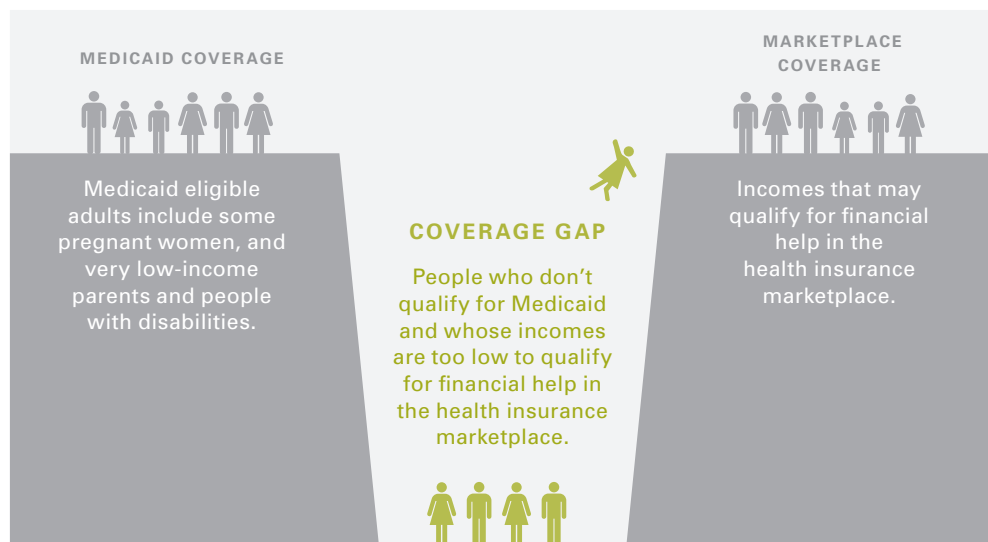 MEDICAID COVERAGE
Medicaid eligible
adults include some
pregnant women, and
very low-income
parents and people
with disabilities.
COVERAGE GAP
People who don’t
qualify for Medicaid
and whose incomes
are too low to qualify
for financial help in
the health insurance
marketplace.
MARKETPLACE
COVERAGE
Incomes that may
qualify for financial
help in the
health insurance
marketplace.